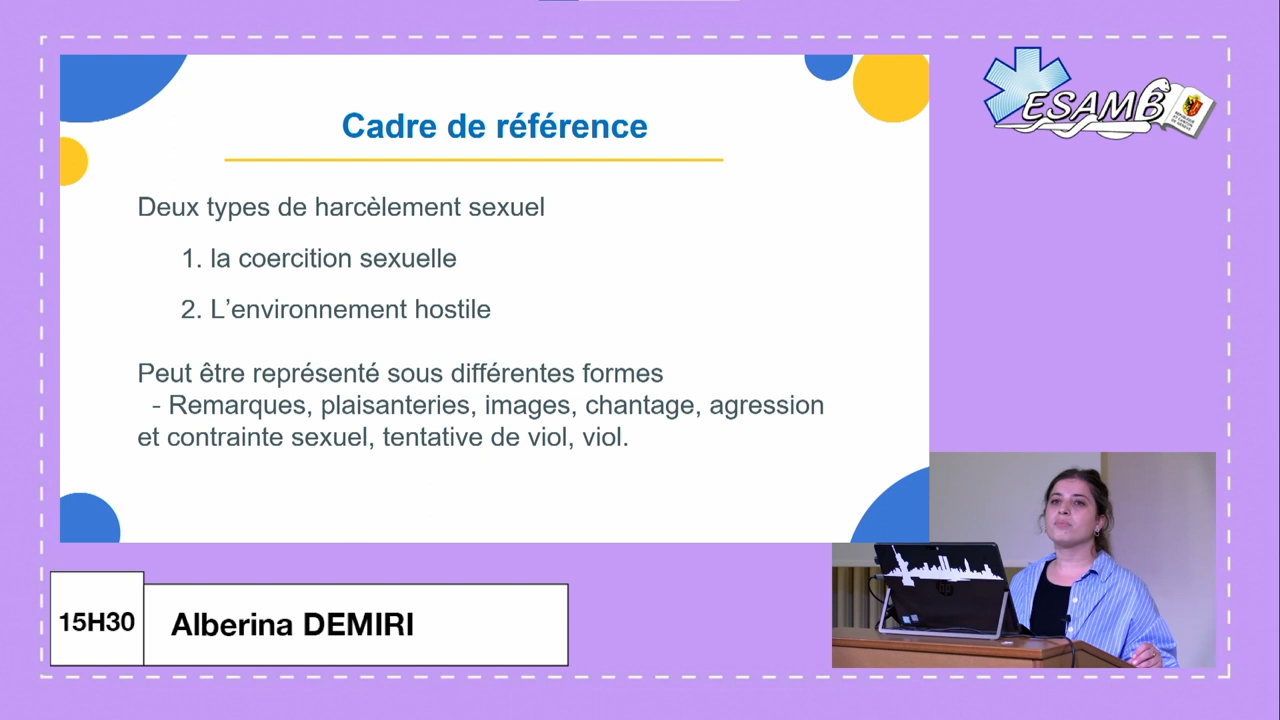 Cadre de référence
Deux types de harcèlement sexuel
1. la coercition sexuelle
2. L’environnement hostile
Peut être représenté sous différentes formes
- Remarques, plaisanteries, images, chantage, agression
et contrainte sexuel, tentative de viol, viol.
ESAMB
15H30
Alberina DEMIRI
hp